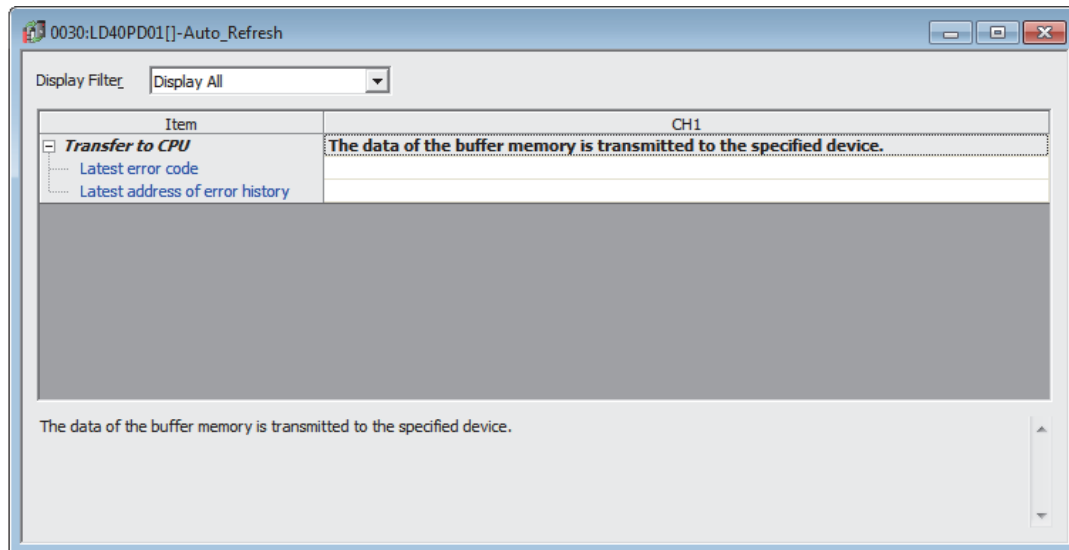 0030:LD40PD01[]-Auto_Refresh
Display Filter Display All
Item CH1
Transfer to CPU The data of the buffer memory is transmitted to the specified device.
Latest error code
Latest address of error history
The data of the buffer memory is transmitted to the specified device.